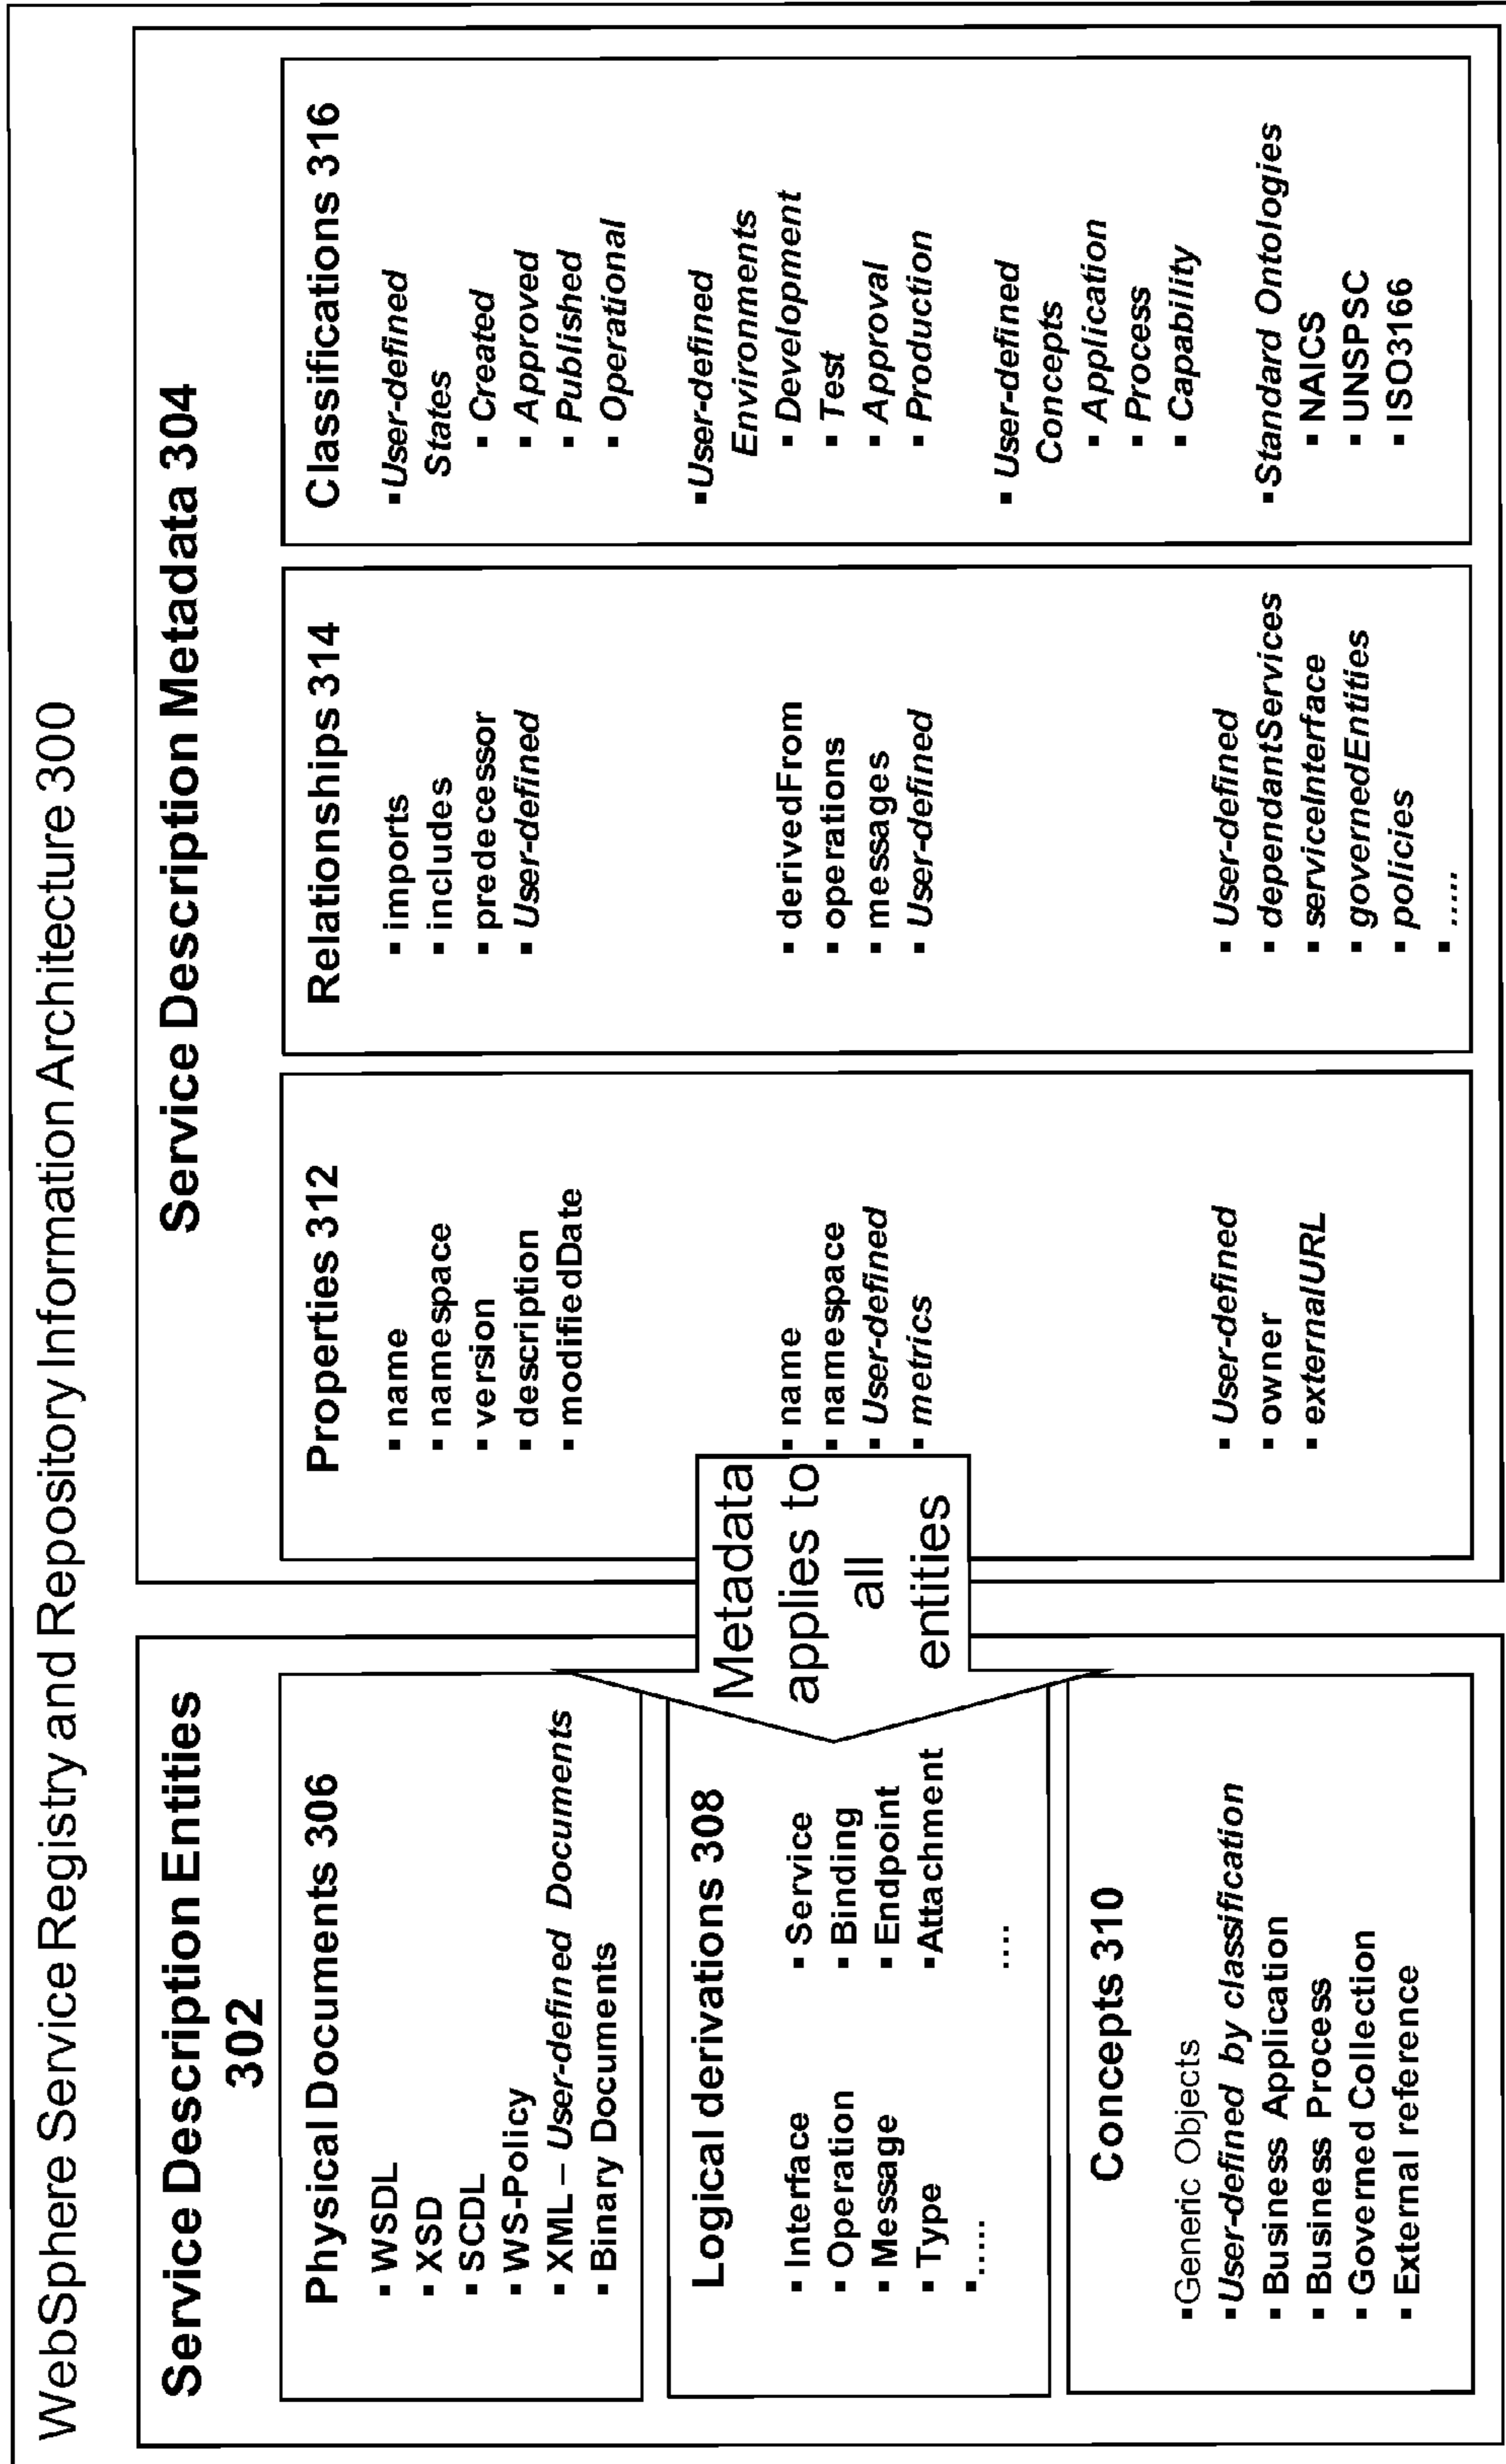 WebSphere Service Registry and Repository Information Architecture 300
Service Description Entities
302
Physical Documents 306
▪ WSDL
▪ XSD
▪ SCDL
▪ WS-Policy
▪ XML – User-defined Documents
▪ Binary Documents
Logical derivations 308
▪ Interface
▪ Operation
▪ Message
▪ Type
▪.....
▪ Service
▪ Binding
▪ Endpoint
▪Attachment
....
Concepts 310
▪Generic Objects
▪User-defined by classification
▪ Business Application
▪ Business Process
▪ Governed Collection
▪ External reference
Metadata
applies to
all
entities
Service Description Metadata 304
Properties 312
▪ name
▪ namespace
▪ version
▪ description
▪ modifiedDate
▪ name
▪ namespace
▪ User-defined
▪ metrics
▪ User-defined
▪ owner
▪ externalURL
Relationships 314
▪ imports
▪ includes
▪ predecessor
▪ User-defined
▪ derivedFrom
▪ operations
▪ messages
▪ User-defined
▪ User-defined
▪ dependantServices
▪ serviceInterface
▪ governedEntities
▪ policies
▪ .....
Classifications 316
▪User-defined
States
▪ Created
▪ Approved
▪ Published
▪ Operational
▪User-defined
Environments
▪ Development
▪ Test
▪ Approval
▪ Production
▪ User-defined
Concepts
▪ Application
▪ Process
▪ Capability
▪Standard Ontologies
▪ NAICS
▪ UNSPSC
▪ ISO3166